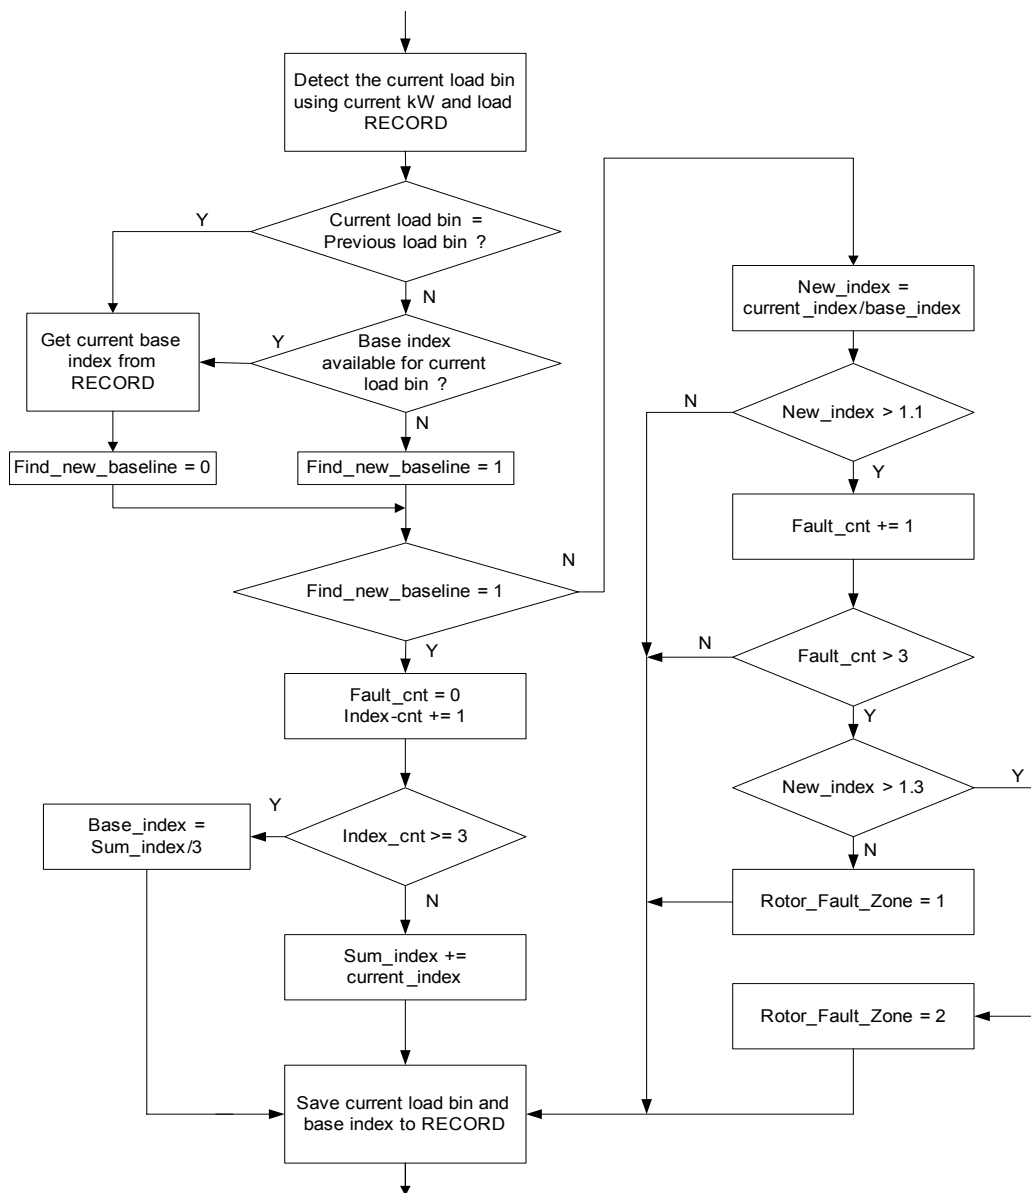 Detect the current load bin
using current kW and load
RECORD
Current load bin =
Previous load bin ?
Y
N
Get current base
index from
RECORD
Y
Base index
available for current
load bin ?
N
Find_new_baseline = 0
Find_new_baseline = 1
Find_new_baseline = 1
N
Y
Fault_cnt = 0
Index-cnt += 1
Index_cnt >= 3
Y
N
Base_index =
Sum_index/3
Sum_index +=
current_index
Save current load bin and
base index to RECORD
New_index =
current_index/base_index
New_index > 1.1
N
Y
Fault_cnt += 1
Fault_cnt > 3
N
Y
New_index > 1.3
Y
N
Rotor_Fault_Zone = 1
Rotor_Fault_Zone = 2